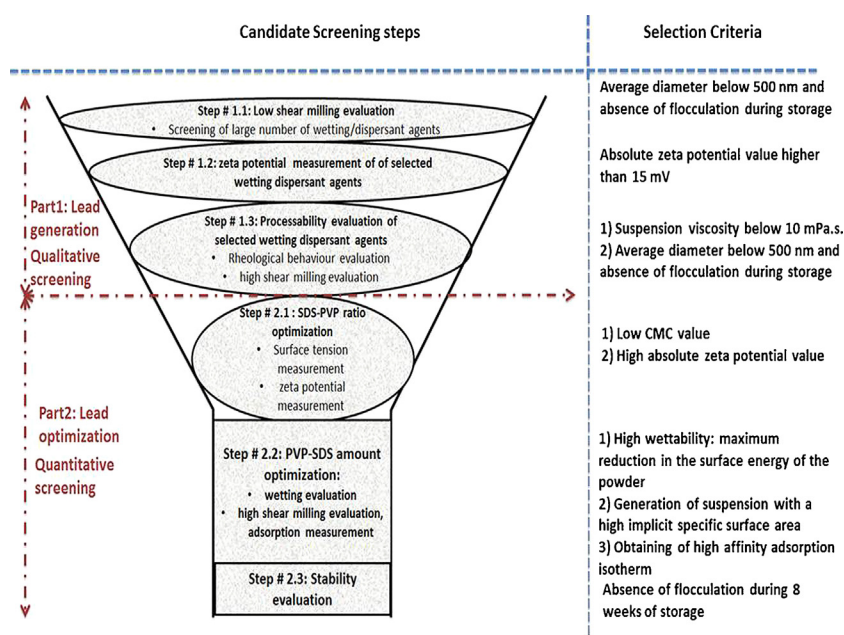 Candidate Screening steps
Selection Criteria
Step # 1.1: Low shear milling evaluation
• Screening of large number of wetting/dispersant agents
Average diameter below 500 nm and
absence of flocculation during storage
Step # 1.2: zeta potential measurement of of selected
wetting dispersant agents
Absolute zeta potential value higher
than 15 mV
Part1: Lead
generation
Qualitative
screening
Step # 1.3: Processability evaluation of
selected wetting dispersant agents
• Rheological behaviour evaluation
• high shear milling evaluation
1) Suspension viscosity below 10 mPa.s.
2) Average diameter below 500 nm and
absence of flocculation during storage
Step # 2.1 : SDS-PVP ratio
optimization
• Surface tension
measurement
• zeta potential
measurement
1) Low CMC value
2) High absolute zeta potential value
Part2: Lead
optimization
Quantitative
screening
Step # 2.2: PVP-SDS amount
optimization:
• wetting evaluation
• high shear milling evaluation,
adsorption measurement
1) High wettability: maximum
reduction in the surface energy of the
powder
2) Generation of suspension with a
high implicit specific surface area
3) Obtaining of high affinity adsorption
isotherm
Step # 2.3: Stability
evaluation
Absence of flocculation during 8
weeks of storage